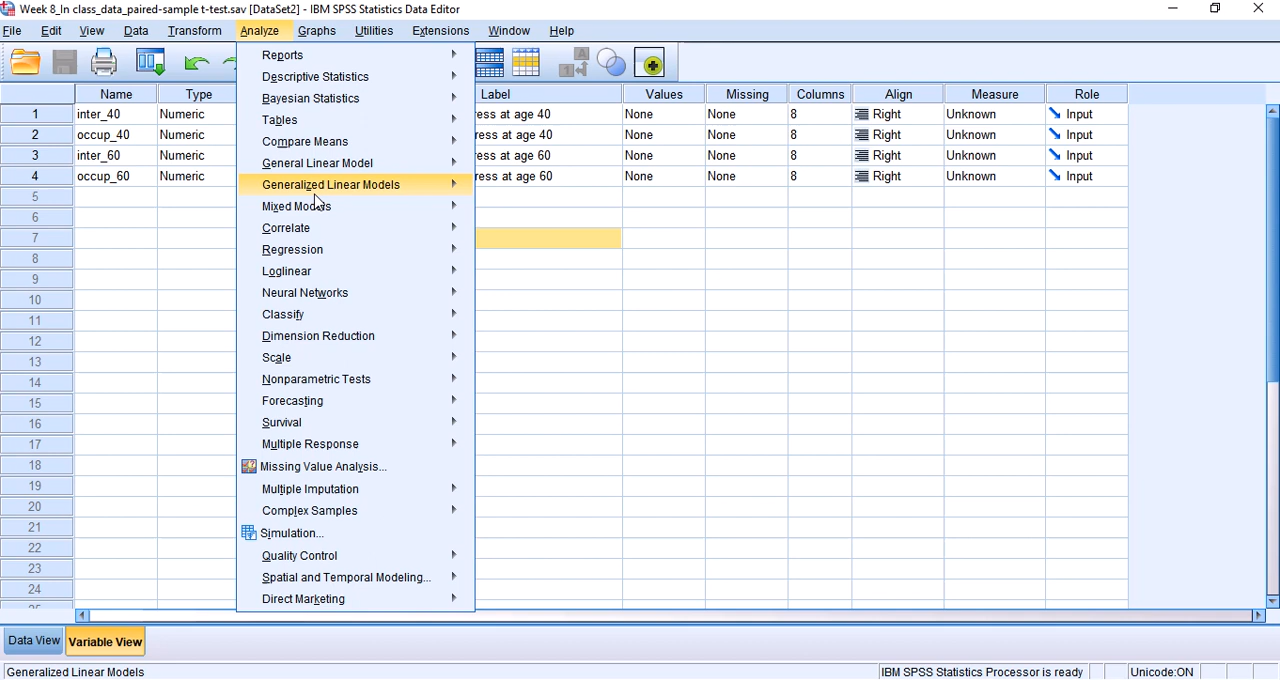 Week 8_In class_data_paired-sample t-test.sav [DataSet2] - IBM SPSS Statistics Data Editor
File Edit View Data Transform Analyze Graphs Utilities Extensions Window Help
Name Type Label Values Missing Columns Align Measure Role
1 inter_40 Numeric ress at age 40 None None 8 Right Unknown Input
2 occup_40 Numeric ress at age 40 None None 8 Right Unknown Input
3 inter_60 Numeric ress at age 60 None None 8 Right Unknown Input
4 occup_60 Numeric ress at age 60 None None 8 Right Unknown Input
5
6
7
8
9
10
11
12
13
14
15
16
17
18
19
20
21
22
23
24
25
Reports
Descriptive Statistics
Bayesian Statistics
Tables
Compare Means
General Linear Model
Generalized Linear Models
Mixed Models
Correlate
Regression
Loglinear
Neural Networks
Classify
Dimension Reduction
Scale
Nonparametric Tests
Forecasting
Survival
Multiple Response
Missing Value Analysis...
Multiple Imputation
Complex Samples
Simulation...
Quality Control
Spatial and Temporal Modeling...
Direct Marketing
Data View Variable View
Generalized Linear Models IBM SPSS Statistics Processor is ready Unicode:ON